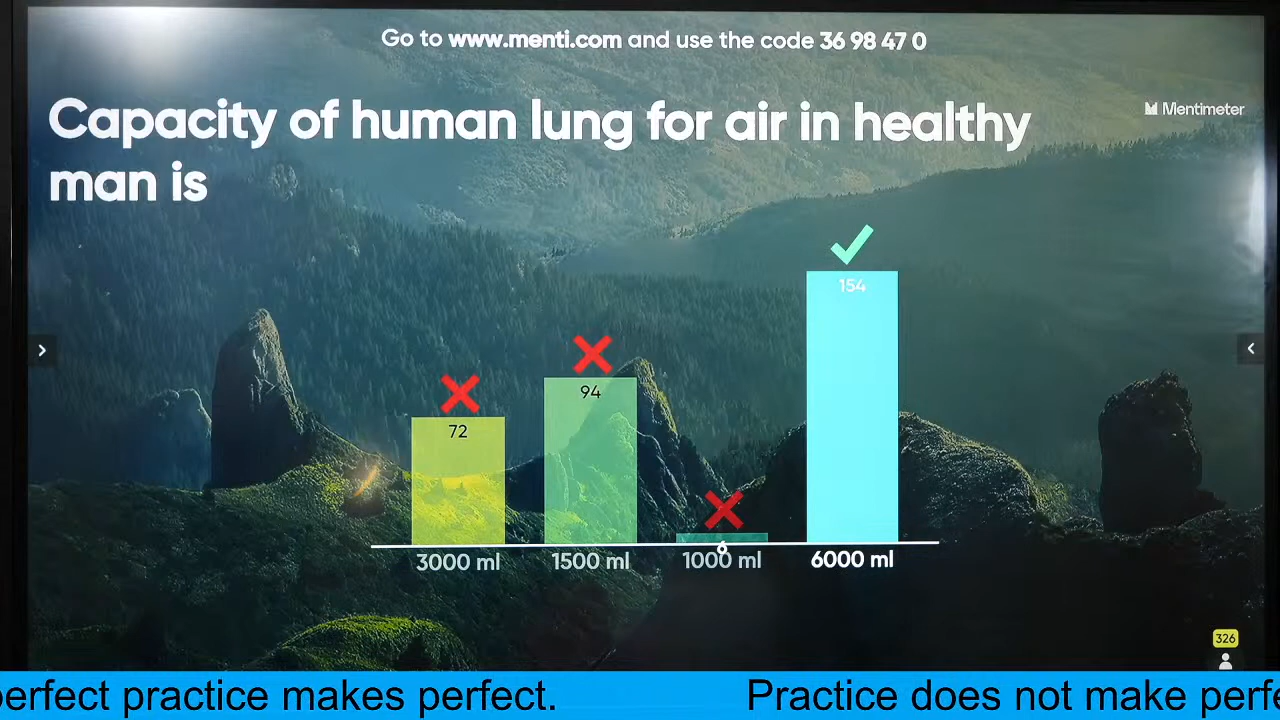 Go to www.menti.com and use the code 36 98 47 0
Mentimeter
Capacity of human lung for air in healthy
man is
154
94
72
6
3000 ml
1500 ml
1000 ml
6000 ml
326
perfect practice makes perfect. Practice does not make perfe